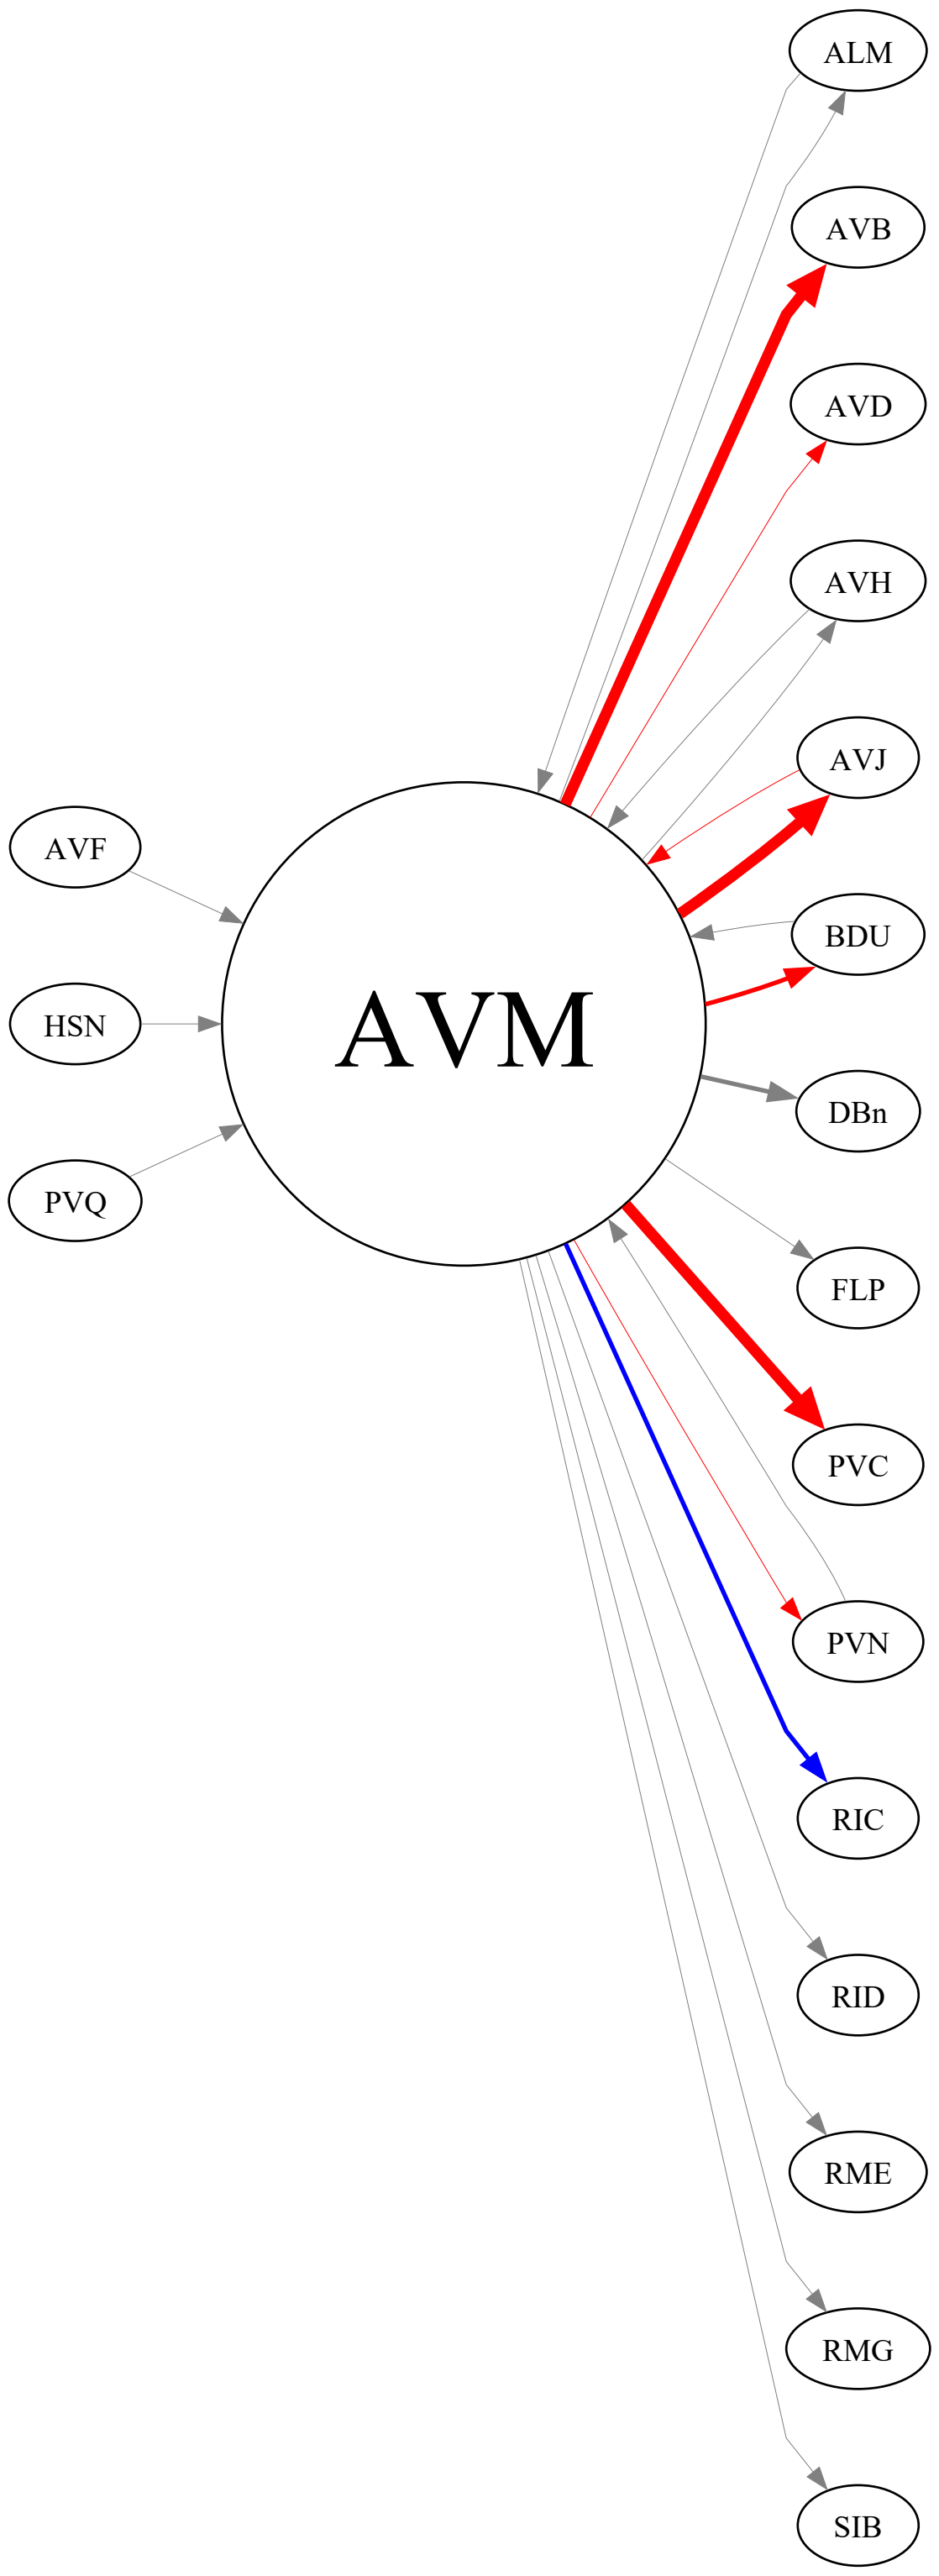 ALM
AVB
AVD
AVH
AVJ
AVF
BDU
HSN
AVM
DBn
PVQ
FLP
PVC
PVN
RIC
RID
RME
RMG
SIB